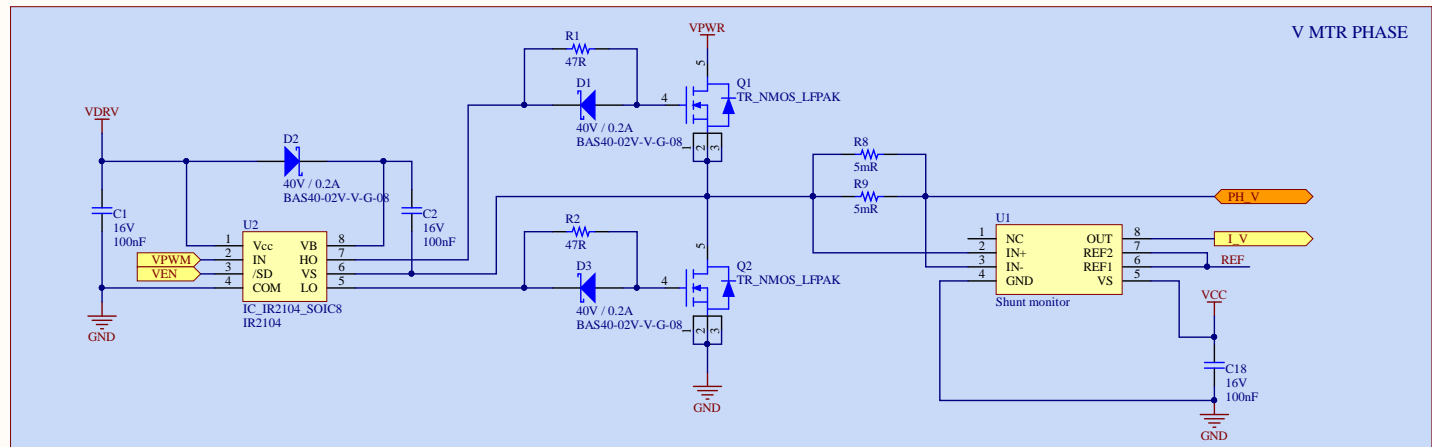 V MTR PHASE
VPWR
R1
47R
D1
40V / 0.2A
BAS40-02V-V-G-08
5
4
Q1
TR_NMOS_LFPAK
1
2
3
VDRV
D2
40V / 0.2A
BAS40-02V-V-G-08
C1
16V
100nF
C2
16V
100nF
U2
1 Vcc VB 8
VPWM 2 IN HO 7
VEN 3 /SD VS 6
4 COM LO 5
IC_IR2104_SOIC8
IR2104
GND
R2
47R
D3
40V / 0.2A
BAS40-02V-V-G-08
5
4
Q2
TR_NMOS_LFPAK
1
2
3
GND
R8
5mR
R9
5mR
PH_V
U1
1 NC OUT 8 I_V
2 IN+ REF2 7
3 IN- REF1 6 REF
4 GND VS 5
Shunt monitor
VCC
C18
16V
100nF
GND